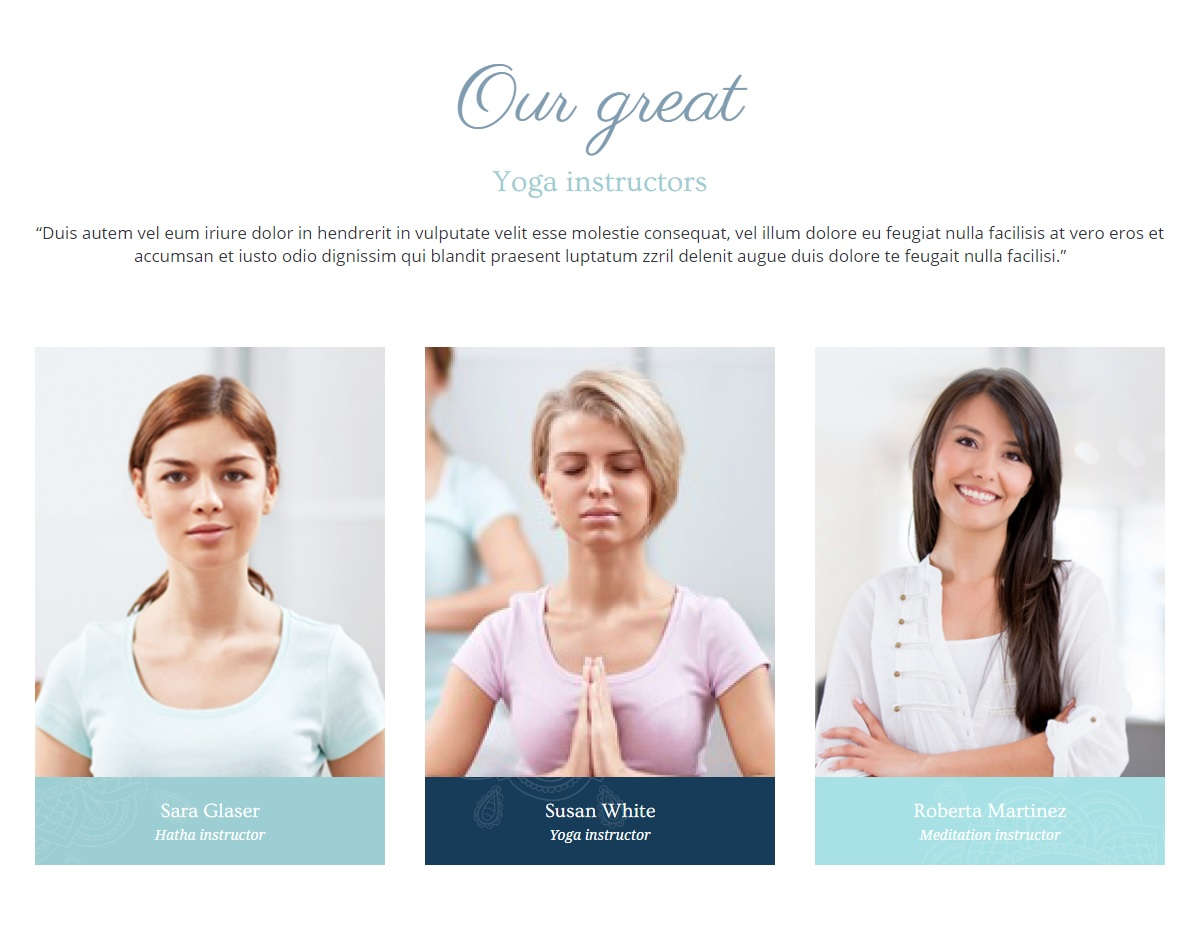 Our great
Yoga instructors
“Duis autem vel eum iriure dolor in hendrerit in vulputate velit esse molestie consequat, vel illum dolore eu feugiat nulla facilisis at vero eros et
accumsan et iusto odio dignissim qui blandit praesent luptatum zzril delenit augue duis dolore te feugait nulla facilisi.”
Sara Glaser
Hatha instructor
Susan White
Yoga instructor
Roberta Martinez
Meditation instructor